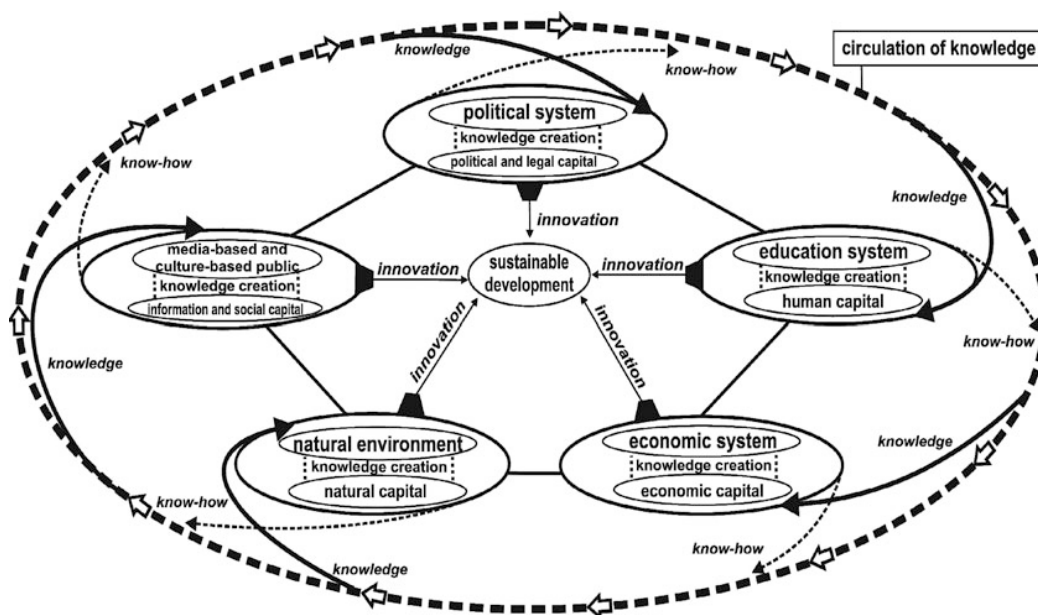 knowledge
know-how
circulation of knowledge
political system
knowledge creation
political and legal capital
know-how
knowledge
innovation
media-based and
culture-based public
knowledge creation
information and social capital
innovation
sustainable
development
innovation
education system
knowledge creation
human capital
know-how
knowledge
innovation
innovation
knowledge
natural environment
knowledge creation
natural capital
economic system
knowledge creation
economic capital
know-how
know-how
knowledge